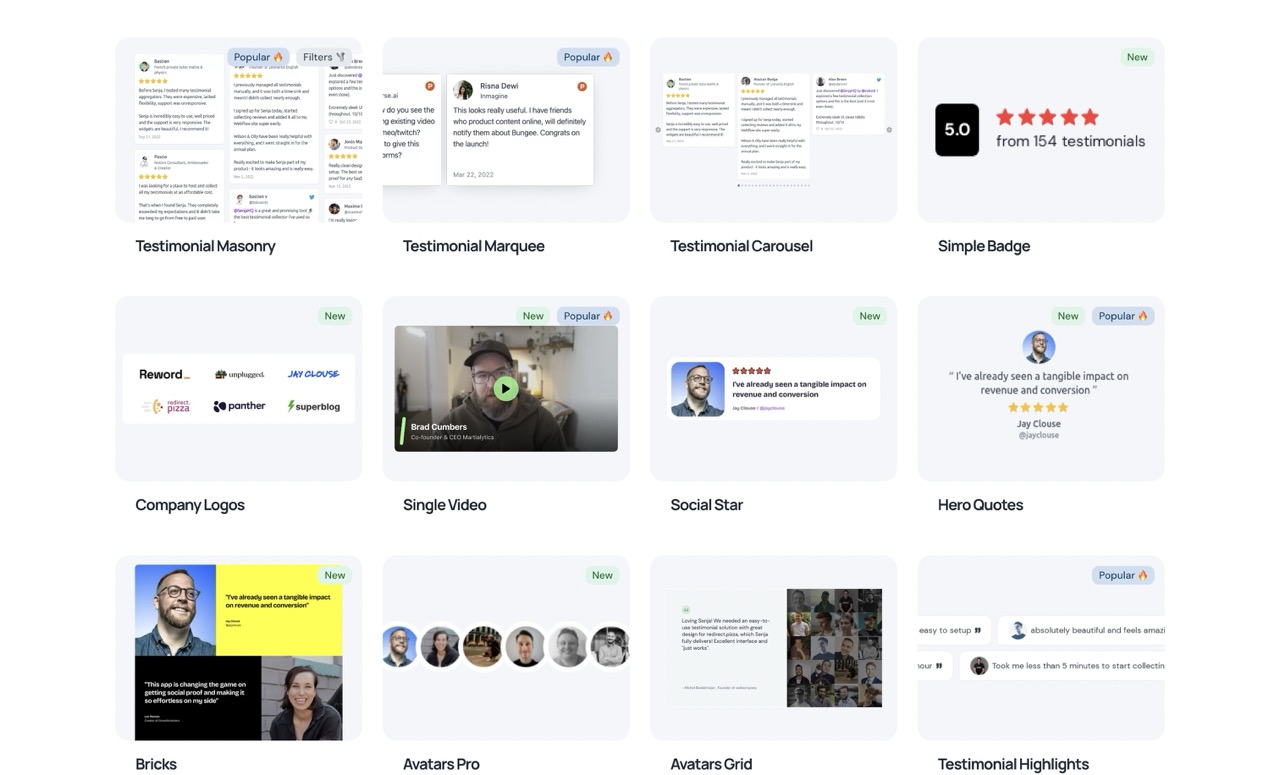 Popular
Filters
Bastien
French private tutor maths &
physics
Before Senja, I tested many testimonial
aggregators. They were expensive, lacked
flexibility, support was unresponsive.
Senja is incredibly easy to use, well priced
and the support is responsive. The
widgets are beautiful. I recommend it!
I previously managed all testimonials
manually, and it was both a time sink and
meant I didn't collect nearly enough.
I signed up for Senja today, started
collecting reviews and added it all to my
Webflow site super easily.
Wilson & Olly have been really helpful with
everything, and I went straight in for the
annual plan.
Really excited to make Senja part of my
product - it looks amazing and is really easy.
I was looking for a place to host and collect
all my testimonials at an affordable cost.
That's when I found Senja. They completely
exceeded my expectations and it didn't take
me long to go from free to paid user.
Testimonial Masonry
Popular
rse.ai
w do you see the
ng existing video
meo/twitch?
to give this
orms?
Risna Dewi
Imagine
This looks really useful. I have friends
who product content online, will definitely
notify them about Bungee. Congrats on
the launch!
Mar 22, 2022
Testimonial Marquee
Testimonial Carousel
New
5.0
from 154 testimonials
Simple Badge
New
Reword
unplugged.
JAY CLOUSE
redirect.
pizza
panther
superblog
Company Logos
New
Popular
Brad Cumbers
Co-founder & CEO Martialytics
Single Video
New
I've already seen a tangible impact on
revenue and conversion
Jay Clouse / @jayclouse
Social Star
New
Popular
“ I've already seen a tangible impact on
revenue and conversion ”
Jay Clouse
@jayclouse
Hero Quotes
New
"I've already seen a tangible impact
on revenue and conversion"
"This app is changing the game on
getting social proof and making it
so effortless on my side"
Bricks
New
Avatars Pro
Loving Senja! We needed an easy-to-
use testimonial solution with great
design for redirect.pizza, which Senja
fully delivers! Excellent interface and
"just works".
Avatars Grid
Popular
easy to setup
absolutely beautiful and feels amazi
hour
Took me less than 5 minutes to start collectin
Testimonial Highlights